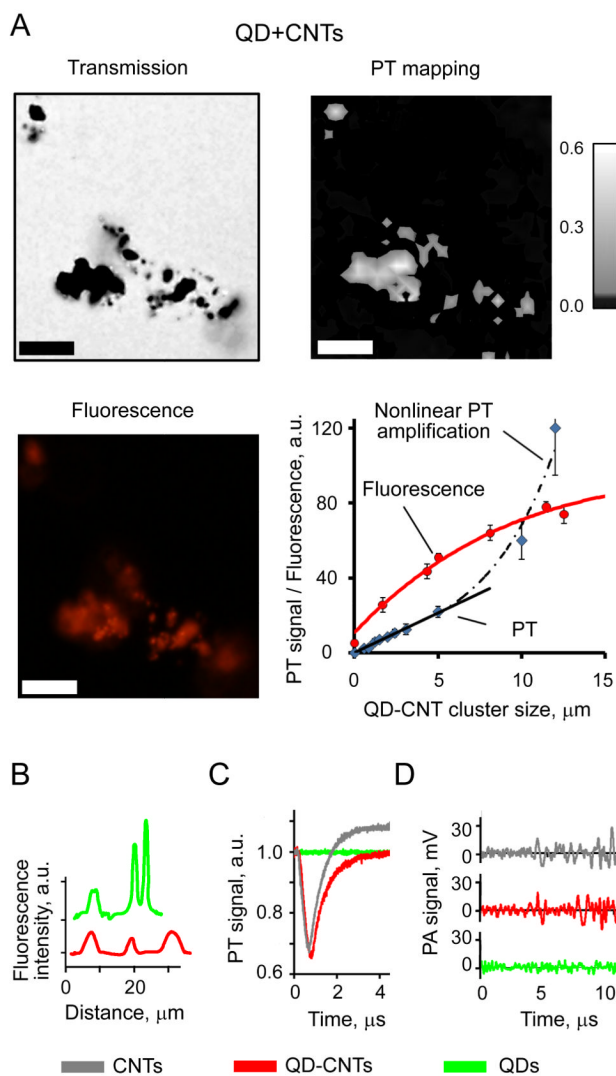 A
QD+CNTs
Transmission
PT mapping
0.6
0.3
0.0
Fluorescence
PT signal / Fluorescence, a.u.
120
80
40
0
Nonlinear PT
amplification
Fluorescence
PT
0 5 10 15
QD-CNT cluster size, μm
B
Fluorescence
intensity, a.u.
0 20 40
Distance, μm
C
PT signal, a.u.
1.0
0.8
0.6
0 2 4
Time, μs
D
PA signal, mV
30
0
30
0
30
0
0 5 10
Time, μs
CNTs
QD-CNTs
QDs